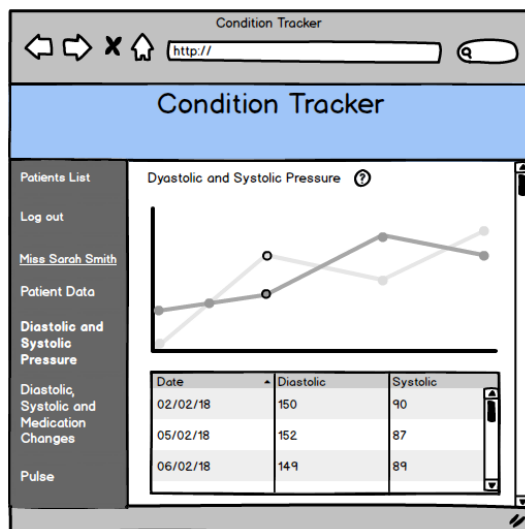 Condition Tracker
http://
Condition Tracker
Patients List
Log out
Miss Sarah Smith
Patient Data
Diastolic and
Systolic
Pressure
Diastolic,
Systolic and
Medication
Changes
Pulse
Dyastolic and Systolic Pressure ?
Date Diastolic Systolic
02/02/18 150 90
05/02/18 152 87
06/02/18 149 89